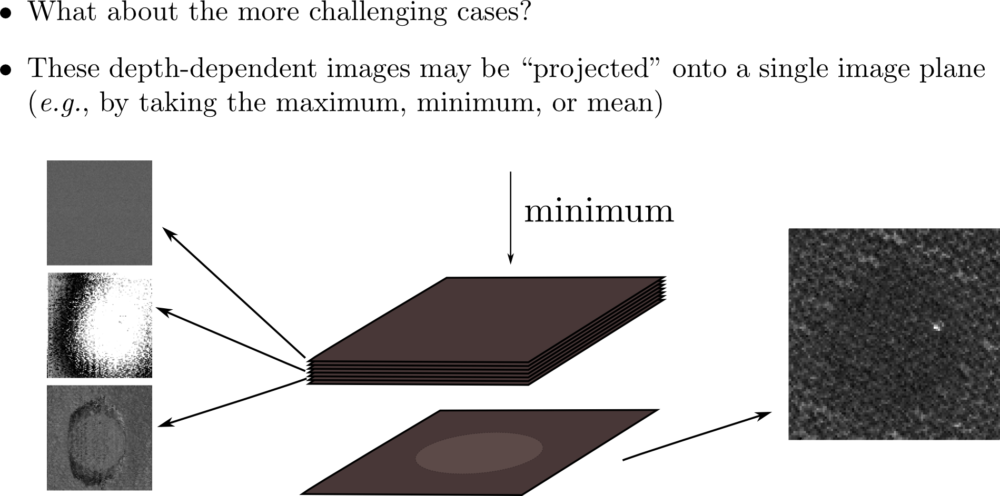 • What about the more challenging cases?
• These depth-dependent images may be “projected” onto a single image plane
(e.g., by taking the maximum, minimum, or mean)
minimum